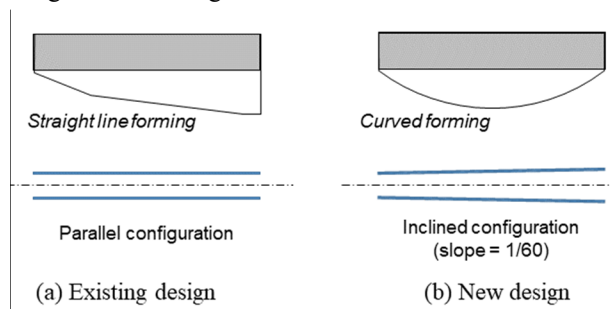 Straight line forming
Curved forming
Parallel configuration
Inclined configuration
(slope = 1/60)
(a) Existing design
(b) New design